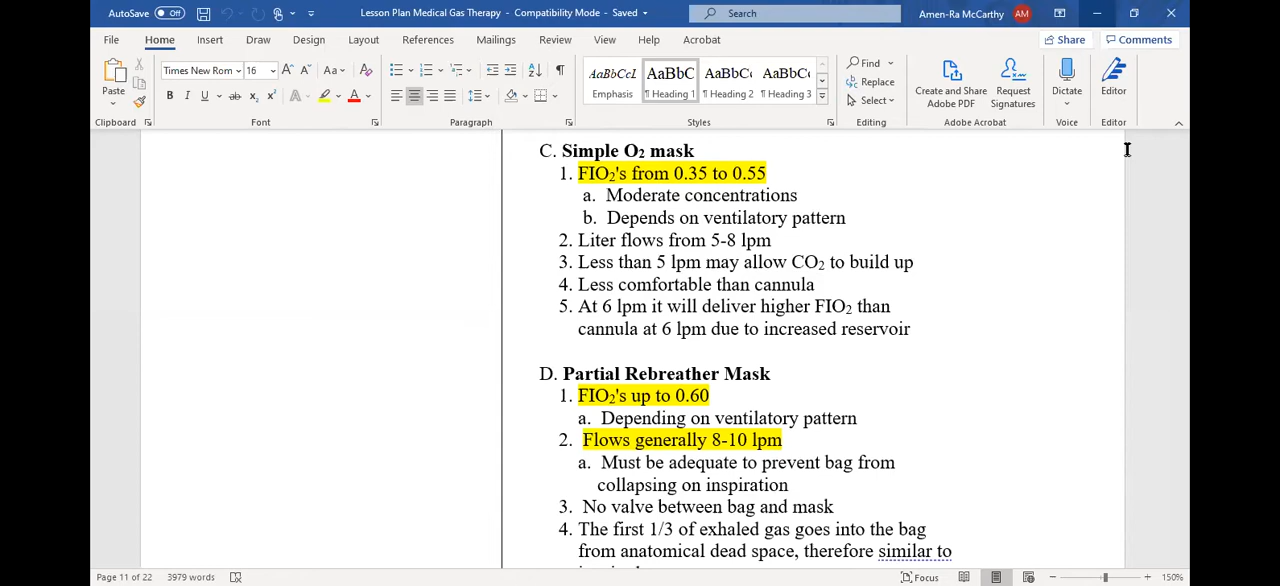 AutoSave Off Lesson Plan Medical Gas Therapy - Compatibility Mode - Saved Search Amen-Ra McCarthy AM
File Home Insert Draw Design Layout References Mailings Review View Help Acrobat Share Comments
Times New Rom 16 A A Aa A AaBbCcI AaBbC AaBbCc AaBbCc Find
Paste Replace Create and Share Request Dictate Editor
B I U ab x₂ x² A A Emphasis ¶ Heading 1 ¶ Heading 2 ¶ Heading 3 Select Adobe PDF Signatures
Clipboard Font Paragraph Styles Editing Adobe Acrobat Voice Editor
C. Simple O₂ mask
1. FIO₂'s from 0.35 to 0.55
a. Moderate concentrations
b. Depends on ventilatory pattern
2. Liter flows from 5-8 lpm
3. Less than 5 lpm may allow CO₂ to build up
4. Less comfortable than cannula
5. At 6 lpm it will deliver higher FIO₂ than
cannula at 6 lpm due to increased reservoir
D. Partial Rebreather Mask
1. FIO₂'s up to 0.60
a. Depending on ventilatory pattern
2. Flows generally 8-10 lpm
a. Must be adequate to prevent bag from
collapsing on inspiration
3. No valve between bag and mask
4. The first 1/3 of exhaled gas goes into the bag
from anatomical dead space, therefore similar to
Page 11 of 22 3979 words Focus 150%